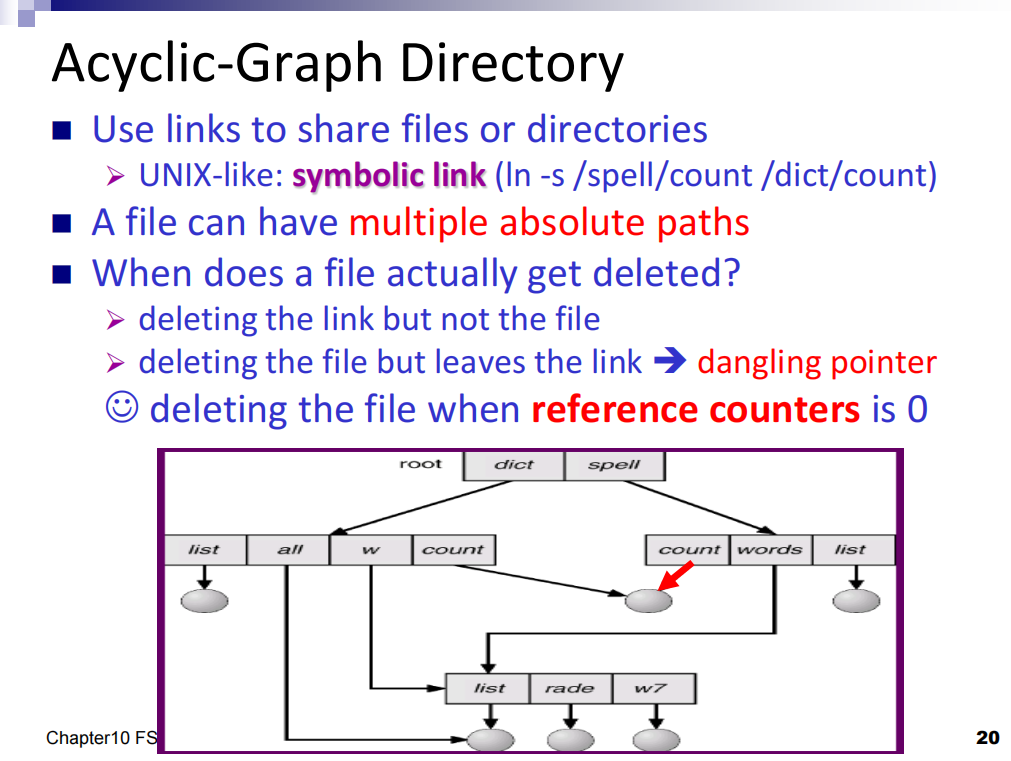 Acyclic-Graph Directory
Use links to share files or directories
UNIX-like: symbolic link (ln -s /spell/count /dict/count)
A file can have multiple absolute paths
When does a file actually get deleted?
deleting the link but not the file
deleting the file but leaves the link ➔ dangling pointer
☺ deleting the file when reference counters is 0
root dict spell
list all w count count words list
list rade w7
Chapter10 FS
20